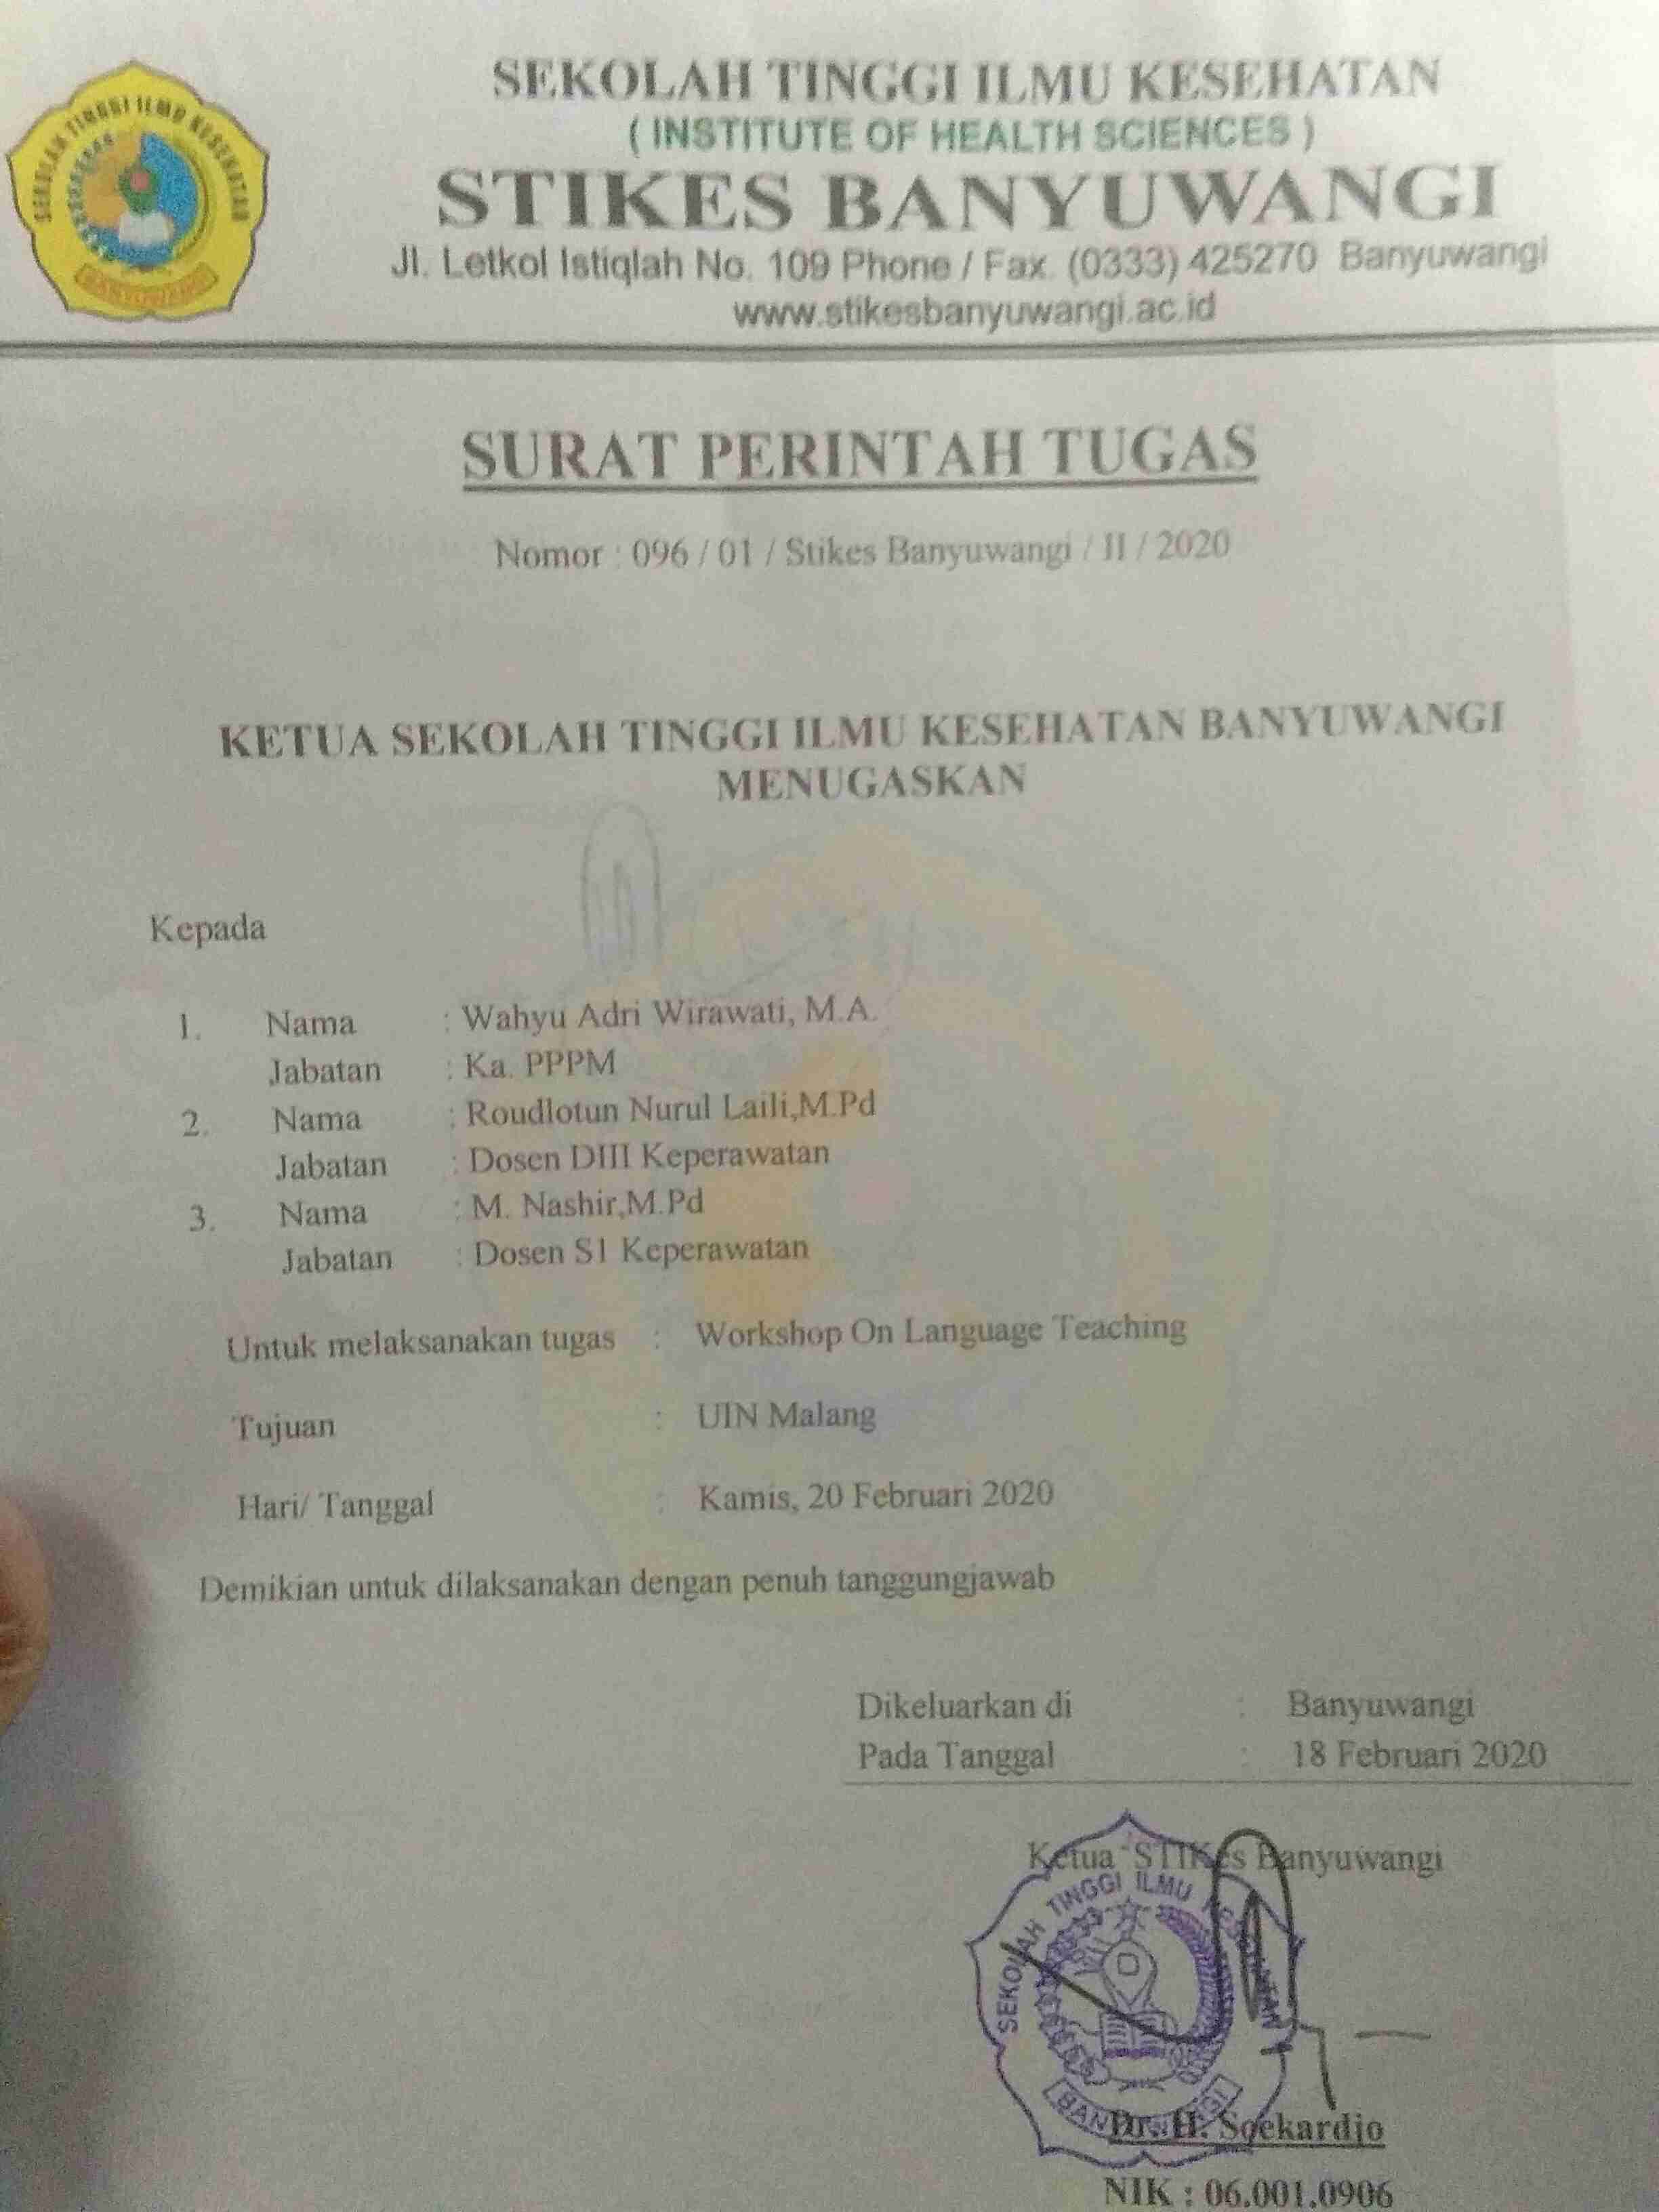 SEKOLAH TINGGI ILMU KESEHATAN
BANYUWANGI
SEKOLAH TINGGI ILMU KESEHATAN
( INSTITUTE OF HEALTH SCIENCES )
STIKES BANYUWANGI
Jl. Letkol Istiqlah No. 109 Phone / Fax. (0333) 425270 Banyuwangi
www.stikesbanyuwangi.ac.id
SURAT PERINTAH TUGAS
Nomor : 096 / 01 / Stikes Banyuwangi / II / 2020
KETUA SEKOLAH TINGGI ILMU KESEHATAN BANYUWANGI
MENUGASKAN
Kepada
1. Nama : Wahyu Adri Wirawati, M.A.
Jabatan : Ka. PPPM
2. Nama : Roudlotun Nurul Laili,M.Pd
Jabatan : Dosen DIII Keperawatan
3. Nama : M. Nashir,M.Pd
Jabatan : Dosen S1 Keperawatan
Untuk melaksanakan tugas : Workshop On Language Teaching
Tujuan : UIN Malang
Hari/ Tanggal : Kamis, 20 Februari 2020
Demikian untuk dilaksanakan dengan penuh tanggungjawab
Dikeluarkan di : Banyuwangi
Pada Tanggal : 18 Februari 2020
Ketua STIKes Banyuwangi
SEKOLAH TINGGI ILMU KESEHATAN
BANYUWANGI
Dr. H. Soekardjo
NIK : 06.001.0906